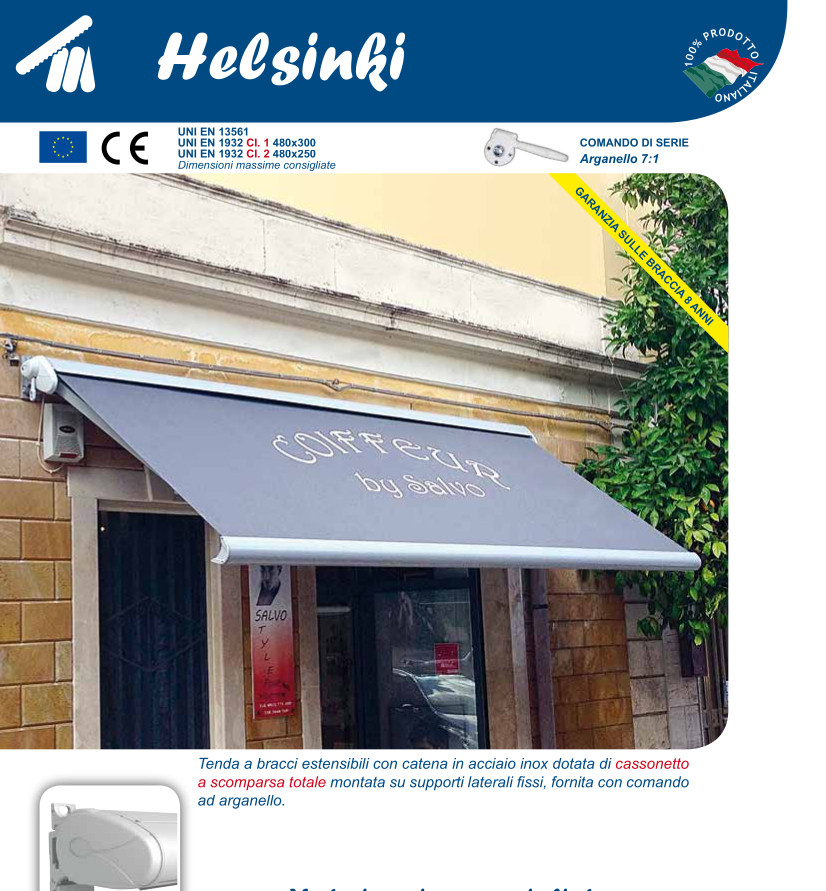 Helsinki
100% PRODOTTO ITALIANO
UNI EN 13561
UNI EN 1932 Cl. 1 480x300
UNI EN 1932 Cl. 2 480x250
Dimensioni massime consigliate
COMANDO DI SERIE
Arganello 7:1
GARANZIA SULLE BRACCIA 8 ANNI
COIFFEUR
by Salvo
SALVO
TYLE
Tenda a bracci estensibili con catena in acciaio inox dotata di cassonetto
a scomparsa totale montata su supporti laterali fissi, fornita con comando
ad arganello.